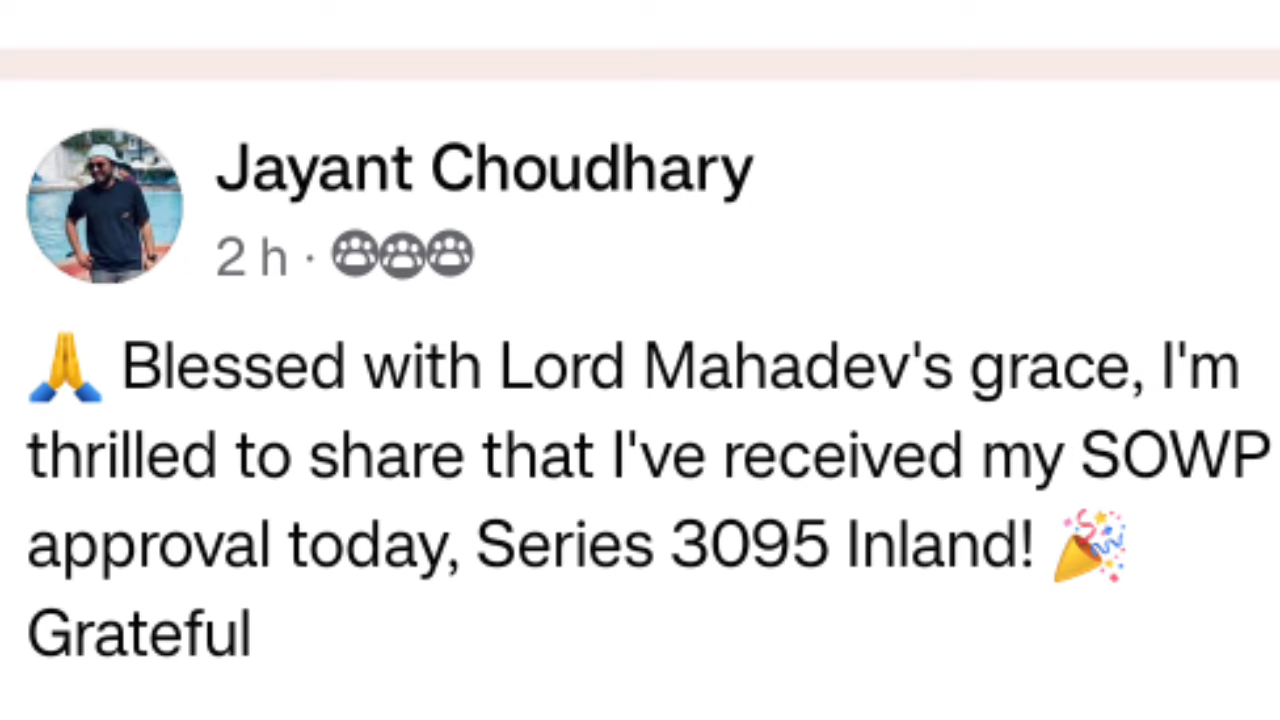 Jayant Choudhary
2 h ·
🙏 Blessed with Lord Mahadev's grace, I'm
thrilled to share that I've received my SOWP
approval today, Series 3095 Inland! 🎉
Grateful